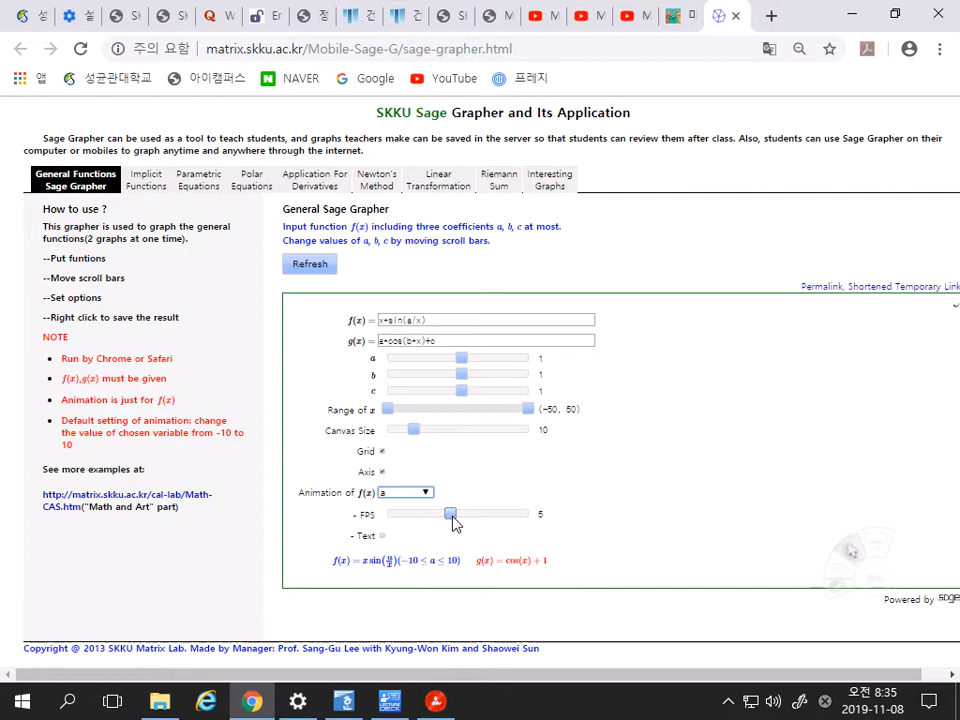 주의 요함 matrix.skku.ac.kr/Mobile-Sage-G/sage-grapher.html
앱 성균관대학교 아이캠퍼스 NAVER Google YouTube 프레지
SKKU Sage Grapher and Its Application
Sage Grapher can be used as a tool to teach students, and graphs teachers make can be saved in the server so that students can review them after class. Also, students can use Sage Grapher on their
computer or mobiles to graph anytime and anywhere through the internet.
General Functions Sage Grapher
Implicit Functions
Parametric Equations
Polar Equations
Application For Derivatives
Newton's Method
Linear Transformation
Riemann Sum
Interesting Graphs
How to use ?
This grapher is used to graph the general
functions(2 graphs at one time).
--Put funtions
--Move scroll bars
--Set options
--Right click to save the result
NOTE
Run by Chrome or Safari
f(x),g(x) must be given
Animation is just for f(x)
Default setting of animation: change
the value of chosen variable from -10 to
10
See more examples at:
http://matrix.skku.ac.kr/cal-lab/Math-
CAS.htm("Math and Art" part)
General Sage Grapher
Input function f(x) including three coefficients a, b, c at most.
Change values of a, b, c by moving scroll bars.
Refresh
Permalink, Shortened Temporary Link
f(x) = x*sin(a/x)
g(x) = a*cos(b*x)+c
a 1
b 1
c 1
Range of x (-50, 50)
Canvas Size 10
Grid
Axis
Animation of f(x) a
- FPS 5
- Text
g(x) = cos(x) + 1
Powered by
Copyright @ 2013 SKKU Matrix Lab. Made by Manager: Prof. Sang-Gu Lee with Kyung-Won Kim and Shaowei Sun
오전 8:35
2019-11-08